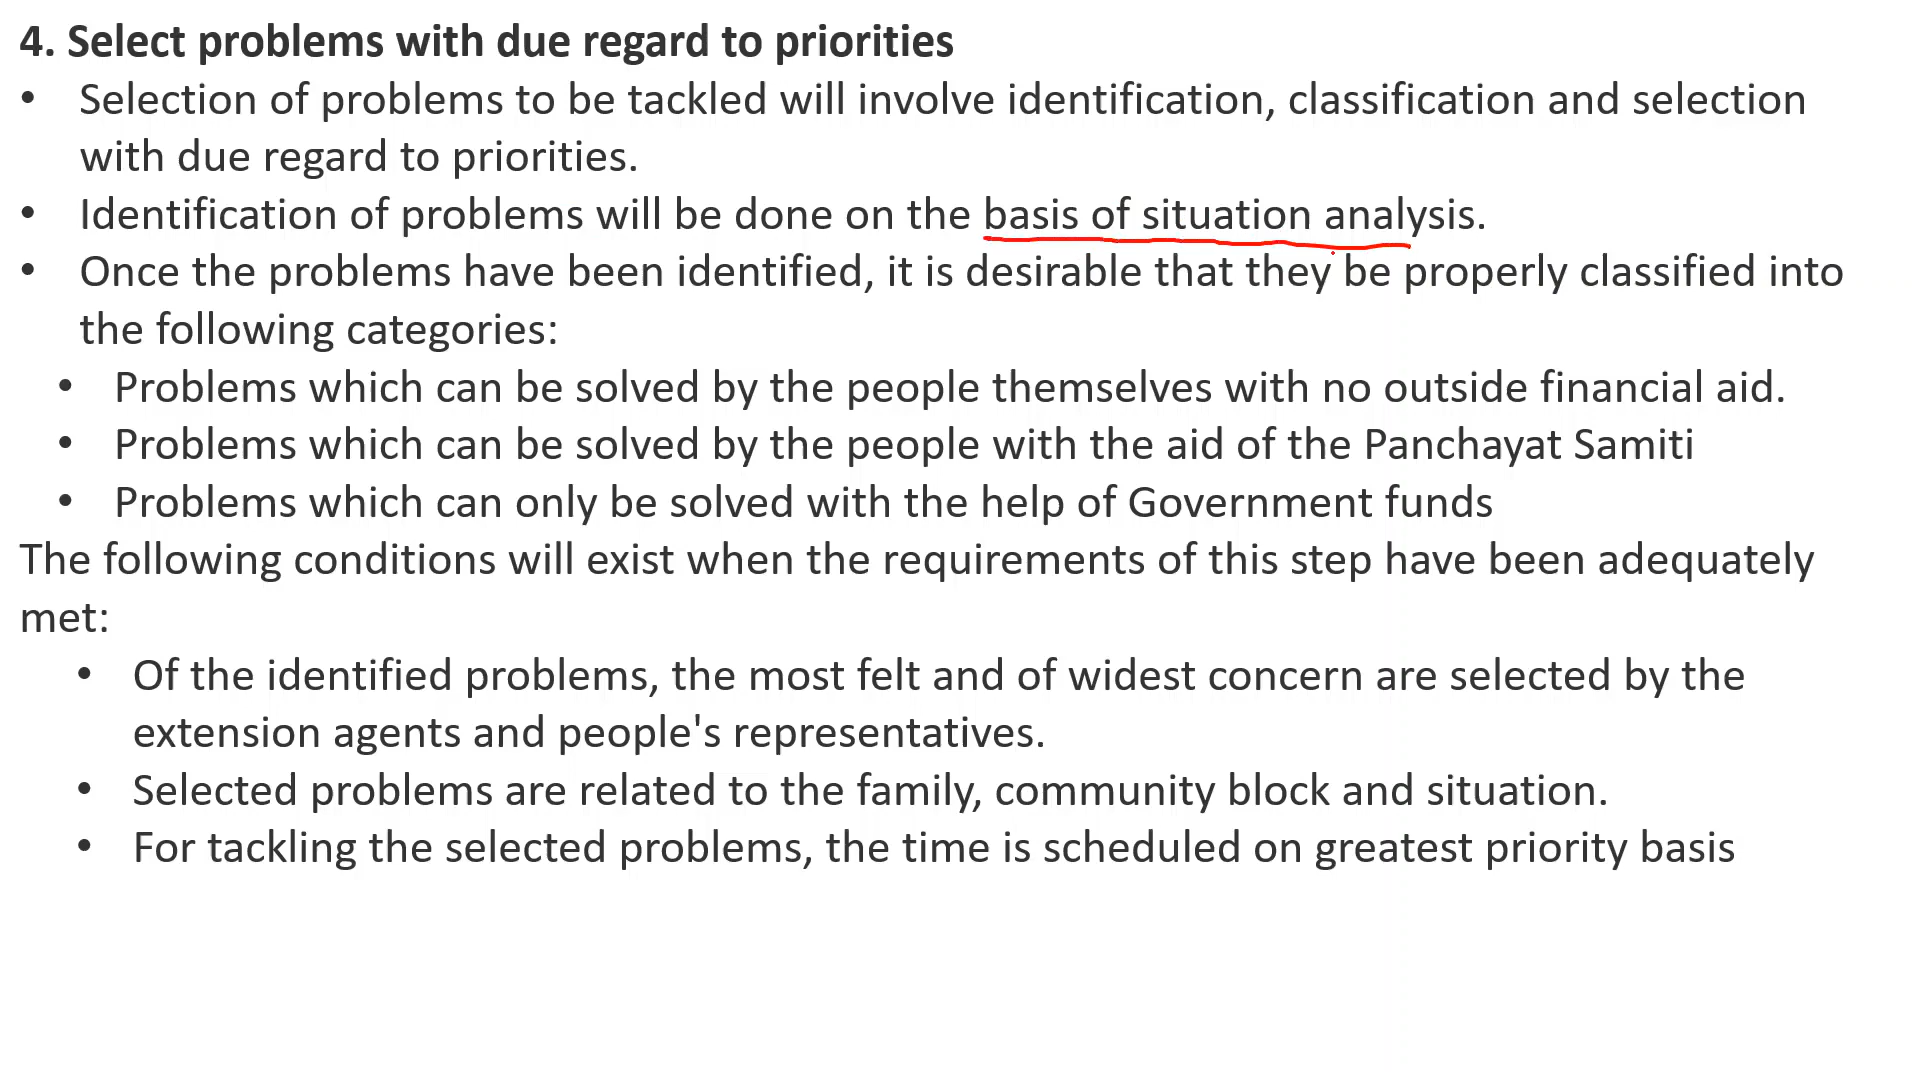 4. Select problems with due regard to priorities
• Selection of problems to be tackled will involve identification, classification and selection
with due regard to priorities.
• Identification of problems will be done on the basis of situation analysis.
• Once the problems have been identified, it is desirable that they be properly classified into
the following categories:
• Problems which can be solved by the people themselves with no outside financial aid.
• Problems which can be solved by the people with the aid of the Panchayat Samiti
• Problems which can only be solved with the help of Government funds
The following conditions will exist when the requirements of this step have been adequately
met:
• Of the identified problems, the most felt and of widest concern are selected by the
extension agents and people's representatives.
• Selected problems are related to the family, community block and situation.
• For tackling the selected problems, the time is scheduled on greatest priority basis